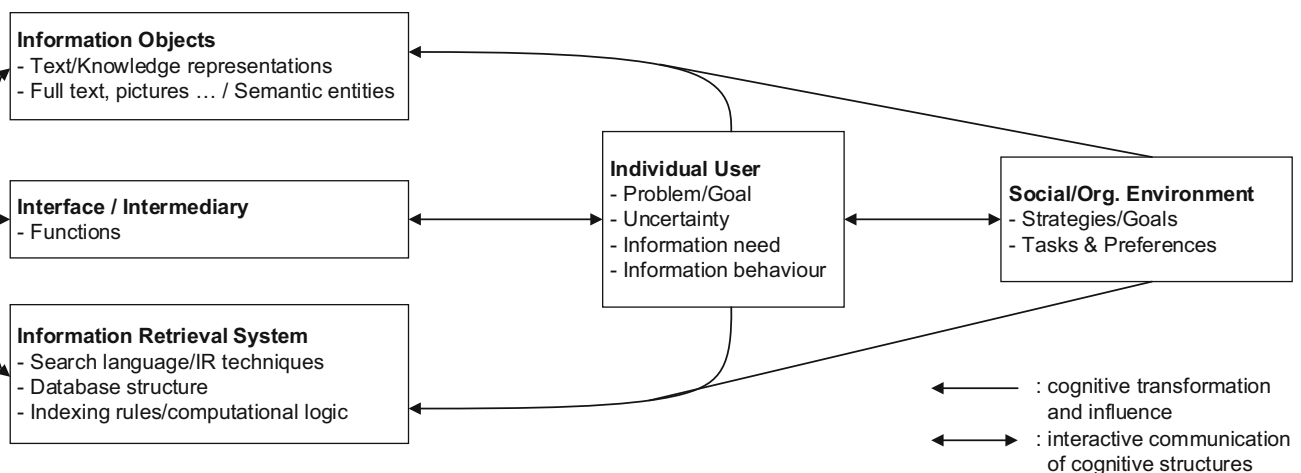 Information Objects
- Text/Knowledge representations
- Full text, pictures … / Semantic entities
Interface / Intermediary
- Functions
Information Retrieval System
- Search language/IR techniques
- Database structure
- Indexing rules/computational logic
Individual User
- Problem/Goal
- Uncertainty
- Information need
- Information behaviour
Social/Org. Environment
- Strategies/Goals
- Tasks & Preferences
: cognitive transformation
and influence
: interactive communication
of cognitive structures